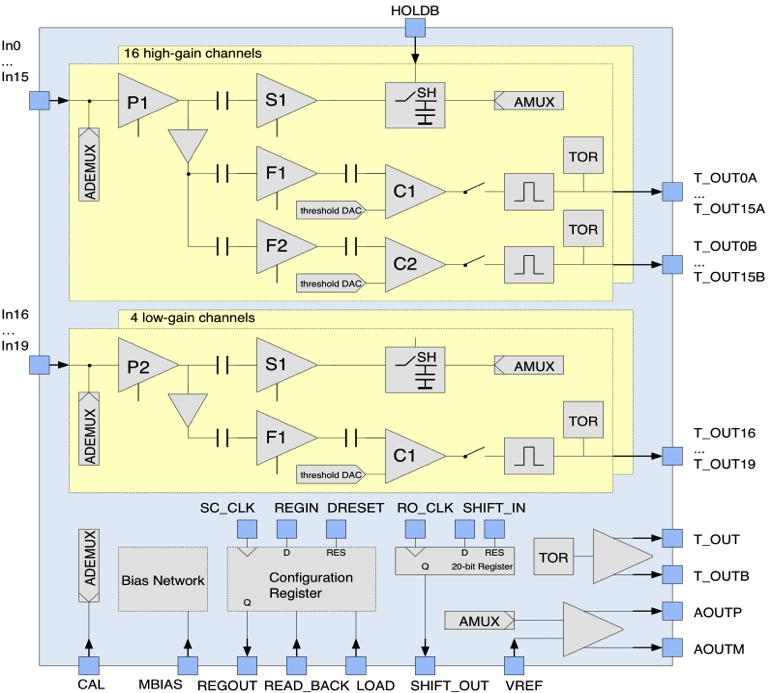 HOLDB
In0
...
In15
16 high-gain channels
P1
S1
SH
AMUX
ADEMUX
F1
threshold DAC
C1
TOR
T_OUT0A
...
T_OUT15A
F2
threshold DAC
C2
TOR
T_OUT0B
...
T_OUT15B
In16
...
In19
4 low-gain channels
P2
S1
SH
AMUX
ADEMUX
F1
threshold DAC
C1
TOR
T_OUT16
...
T_OUT19
SC_CLK REGIN DRESET
RO_CLK SHIFT_IN
ADEMUX
Bias Network
D RES
Configuration
Register
Q
D RES
Q 20-bit Register
TOR
T_OUT
T_OUTB
AMUX
AOUTP
AOUTM
CAL MBIAS REGOUT READ_BACK LOAD SHIFT_OUT VREF